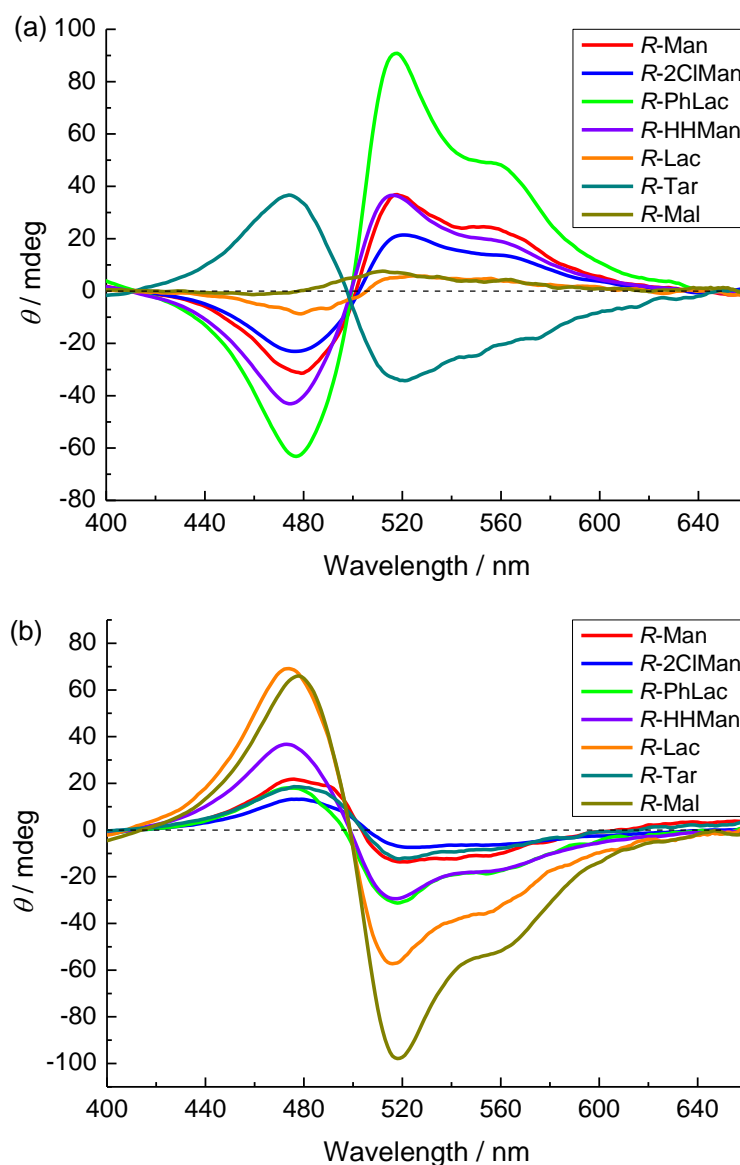 (a)
100
80
60
40
20
0
-20
-40
-60
-80
θ / mdeg
R-Man
R-2ClMan
R-PhLac
R-HHMan
R-Lac
R-Tar
R-Mal
400 440 480 520 560 600 640
Wavelength / nm
(b)
80
60
40
20
0
-20
-40
-60
-80
-100
θ / mdeg
R-Man
R-2ClMan
R-PhLac
R-HHMan
R-Lac
R-Tar
R-Mal
400 440 480 520 560 600 640
Wavelength / nm